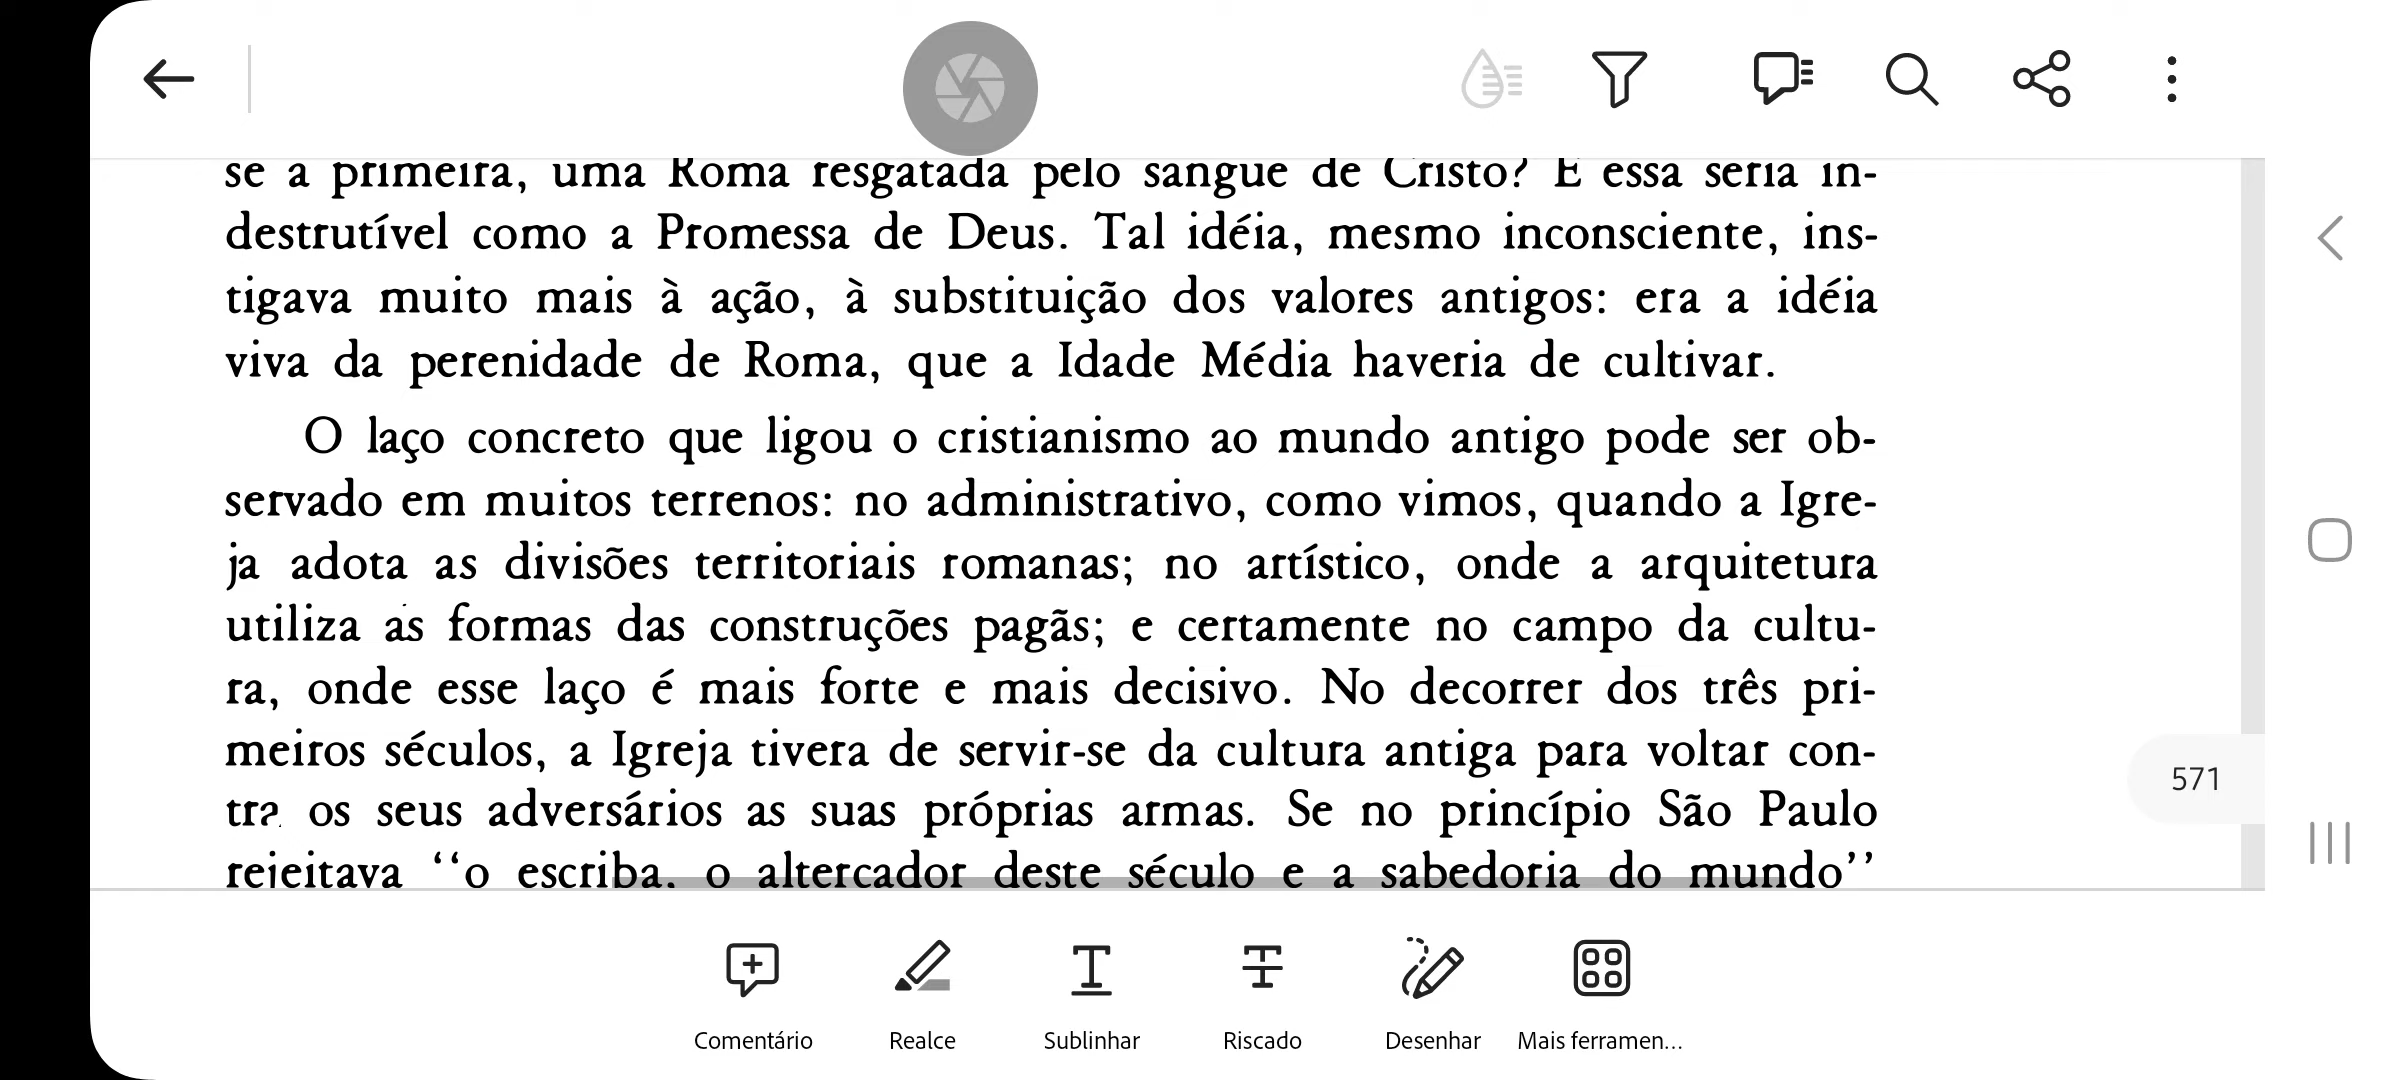 se a primeira, uma Roma resgatada pelo sangue de Cristo? E essa seria in-
destrutível como a Promessa de Deus. Tal idéia, mesmo inconsciente, ins-
tigava muito mais à ação, à substituição dos valores antigos: era a idéia
viva da perenidade de Roma, que a Idade Média haveria de cultivar.
O laço concreto que ligou o cristianismo ao mundo antigo pode ser ob-
servado em muitos terrenos: no administrativo, como vimos, quando a Igre-
ja adota as divisões territoriais romanas; no artístico, onde a arquitetura
utiliza as formas das construções pagãs; e certamente no campo da cultu-
ra, onde esse laço é mais forte e mais decisivo. No decorrer dos três pri-
meiros séculos, a Igreja tivera de servir-se da cultura antiga para voltar con-
571
tra os seus adversários as suas próprias armas. Se no princípio São Paulo
rejeitava ‘‘o escriba, o altercador deste século e a sabedoria do mundo’’
Comentário
Realce
Sublinhar
Riscado
Desenhar
Mais ferramen...